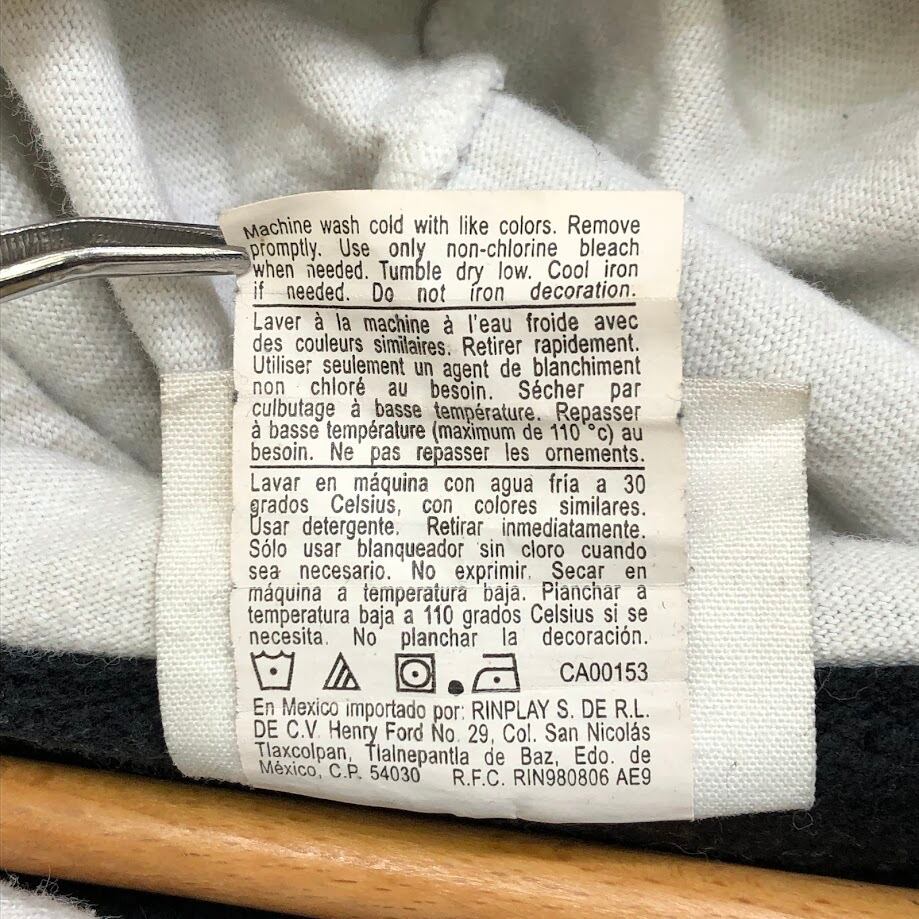 Machine wash cold with like colors. Remove
promptly. Use only non-chlorine bleach
when needed. Tumble dry low. Cool iron
if needed. Do not iron decoration.
Laver à la machine à l'eau froide avec
des couleurs similaires. Retirer rapidement.
Utiliser seulement un agent de blanchiment
non chloré au besoin. Sécher par
culbutage à basse température. Repasser
à basse température (maximum de 110 °c) au
besoin. Ne pas repasser les ornements.
Lavar en máquina con agua fría a 30
grados Celsius, con colores similares.
Usar detergente. Retirar inmediatamente.
Sólo usar blanqueador sin cloro cuando
sea necesario. No exprimir. Secar en
máquina a temperatura baja. Planchar a
temperatura baja a 110 grados Celsius si se
necesita. No planchar la decoración.
CA00153
En Mexico importado por: RINPLAY S. DE R.L.
DE C.V. Henry Ford No. 29, Col. San Nicolás
Tlaxcolpan, Tlalnepantla de Baz, Edo. de
México, C.P. 54030 R.F.C. RIN980806 AE9